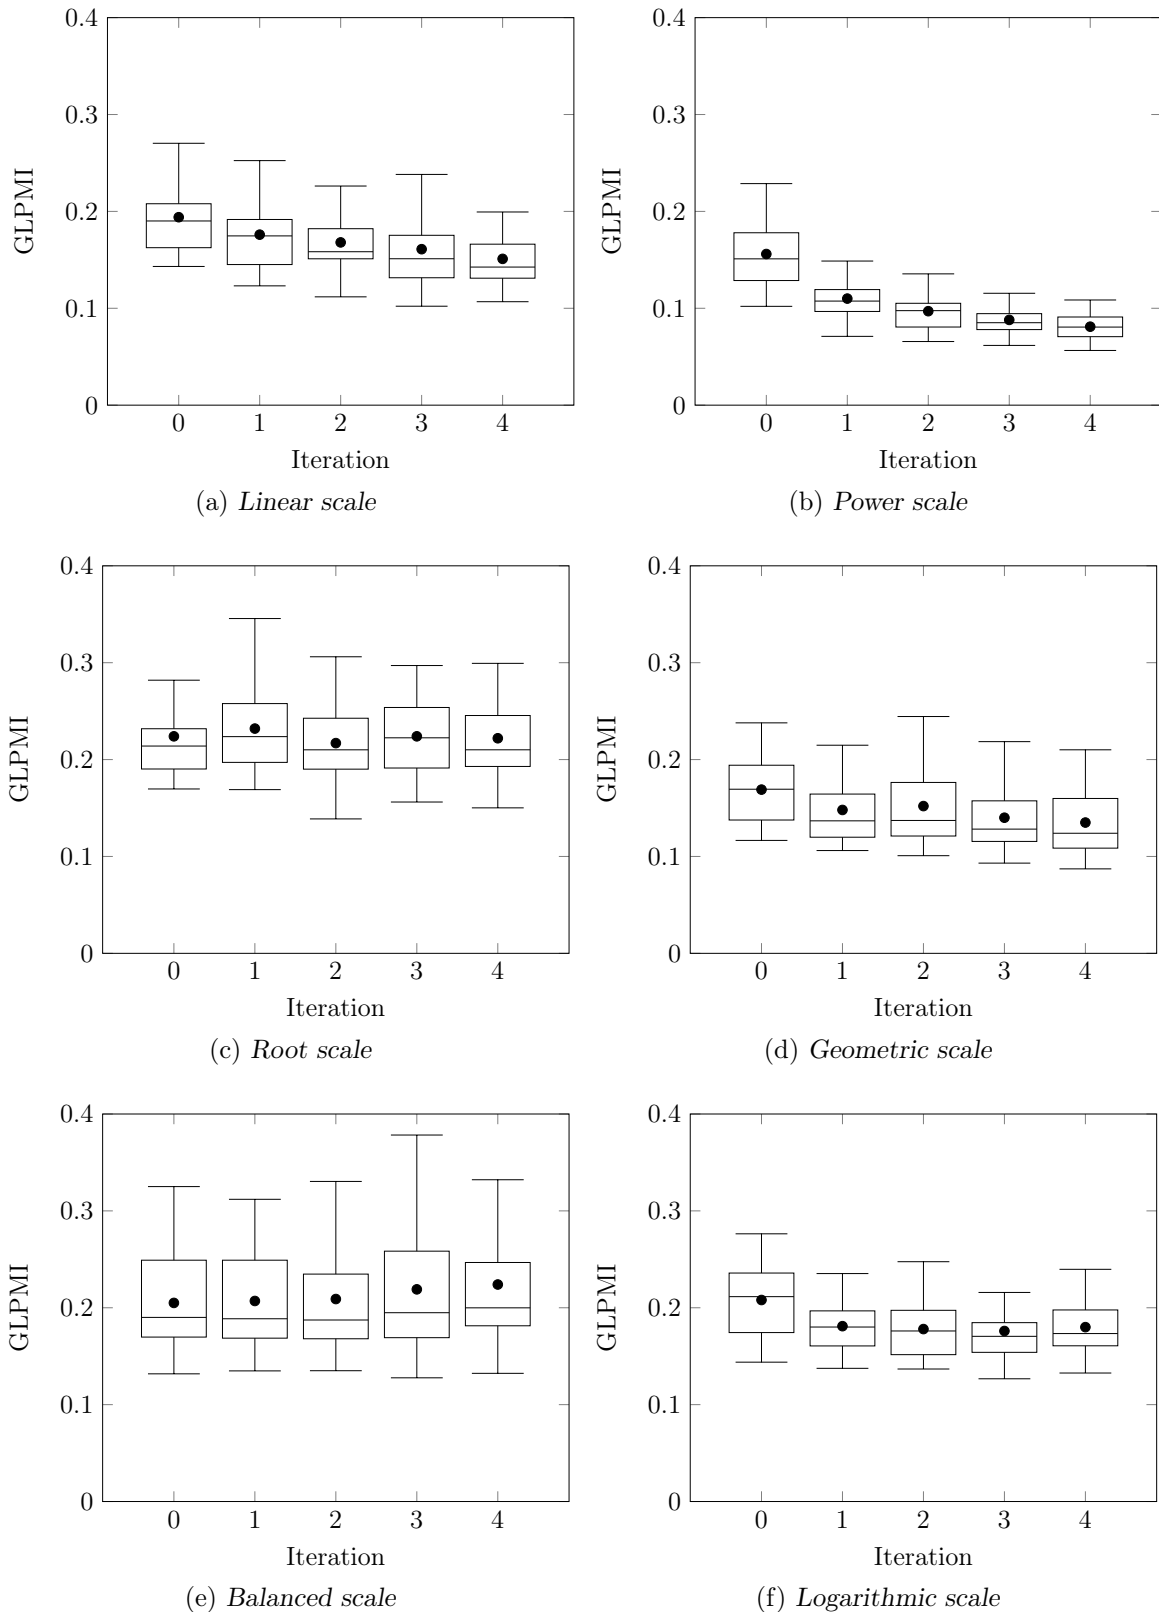 0.4
0.3
0.2
0.1
0
GLPMI
0 1 2 3 4
Iteration
(a) Linear scale
0.4
0.3
0.2
0.1
0
GLPMI
0 1 2 3 4
Iteration
(b) Power scale
0.4
0.3
0.2
0.1
0
GLPMI
0 1 2 3 4
Iteration
(c) Root scale
0.4
0.3
0.2
0.1
0
GLPMI
0 1 2 3 4
Iteration
(d) Geometric scale
0.4
0.3
0.2
0.1
0
GLPMI
0 1 2 3 4
Iteration
(e) Balanced scale
0.4
0.3
0.2
0.1
0
GLPMI
0 1 2 3 4
Iteration
(f) Logarithmic scale